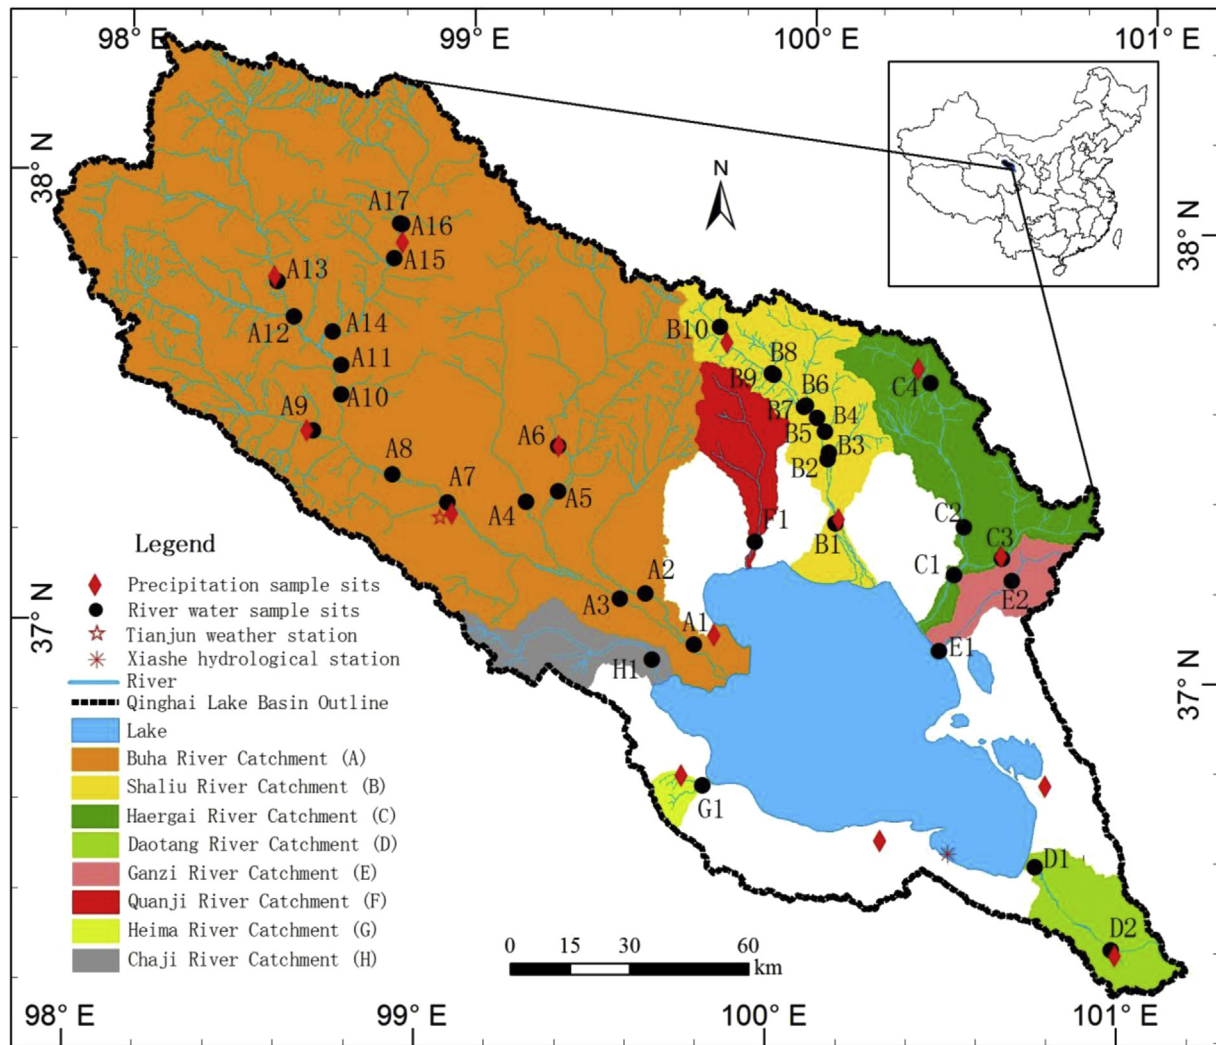 98° E
99° E
100° E
101° E
38° N
38° N
N
A17
A16
A15
A13
A12
A14
A11
A10
A9
A8
A7
A6
A5
A4
A3
A2
A1
B10
B8
B9
B6
B7
B4
B5
B3
B2
B1
C4
C2
C3
C1
F1
E2
E1
H1
G1
D1
D2
37° N
37° N
Legend
Precipitation sample sits
River water sample sits
Tianjun weather station
Xiashe hydrological station
River
Qinghai Lake Basin Outline
Lake
Buha River Catchment (A)
Shaliu River Catchment (B)
Haergai River Catchment (C)
Daotang River Catchment (D)
Ganzi River Catchment (E)
Quanji River Catchment (F)
Heima River Catchment (G)
Chaji River Catchment (H)
0 15 30 60
km
98° E
99° E
100° E
101° E